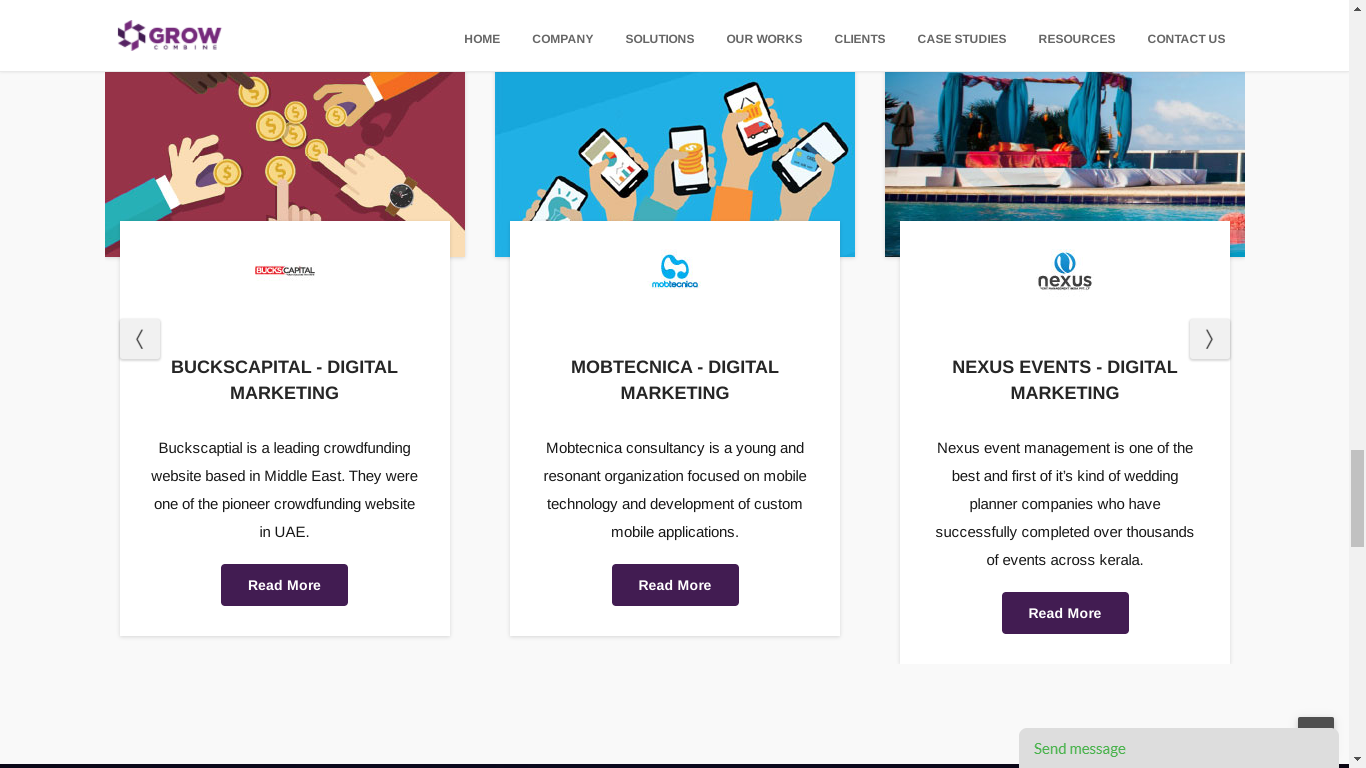 GROW
COMBINE
HOME COMPANY SOLUTIONS OUR WORKS CLIENTS CASE STUDIES RESOURCES CONTACT US
BUCKSCAPITAL
BUCKSCAPITAL - DIGITAL
MARKETING
Buckscaptial is a leading crowdfunding
website based in Middle East. They were
one of the pioneer crowdfunding website
in UAE.
Read More
mobtecnica
MOBTECNICA - DIGITAL
MARKETING
Mobtecnica consultancy is a young and
resonant organization focused on mobile
technology and development of custom
mobile applications.
Read More
nexus
NEXUS EVENTS - DIGITAL
MARKETING
Nexus event management is one of the
best and first of it’s kind of wedding
planner companies who have
successfully completed over thousands
of events across kerala.
Read More
Send message